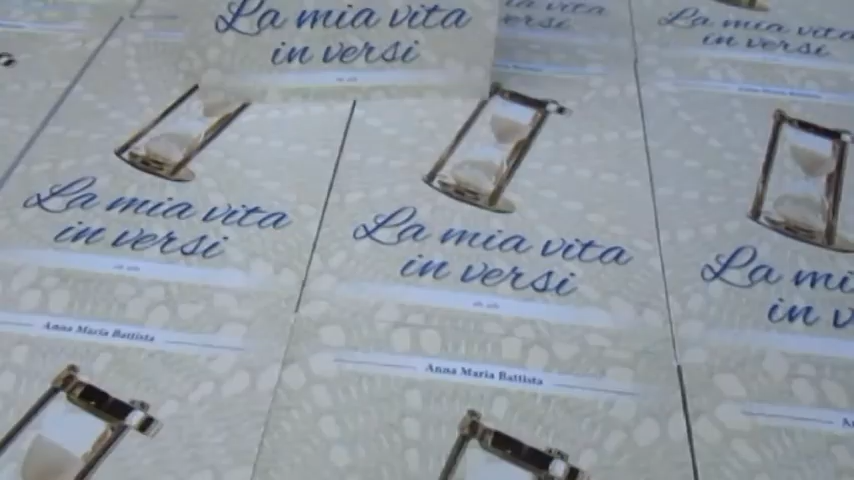 La mia vita
in versi
vita
versi
La mia vita
in versi
La mia vita
in versi
La mia vita
in versi
La mi
in v
Anna Maria Battista
Anna Maria Battista